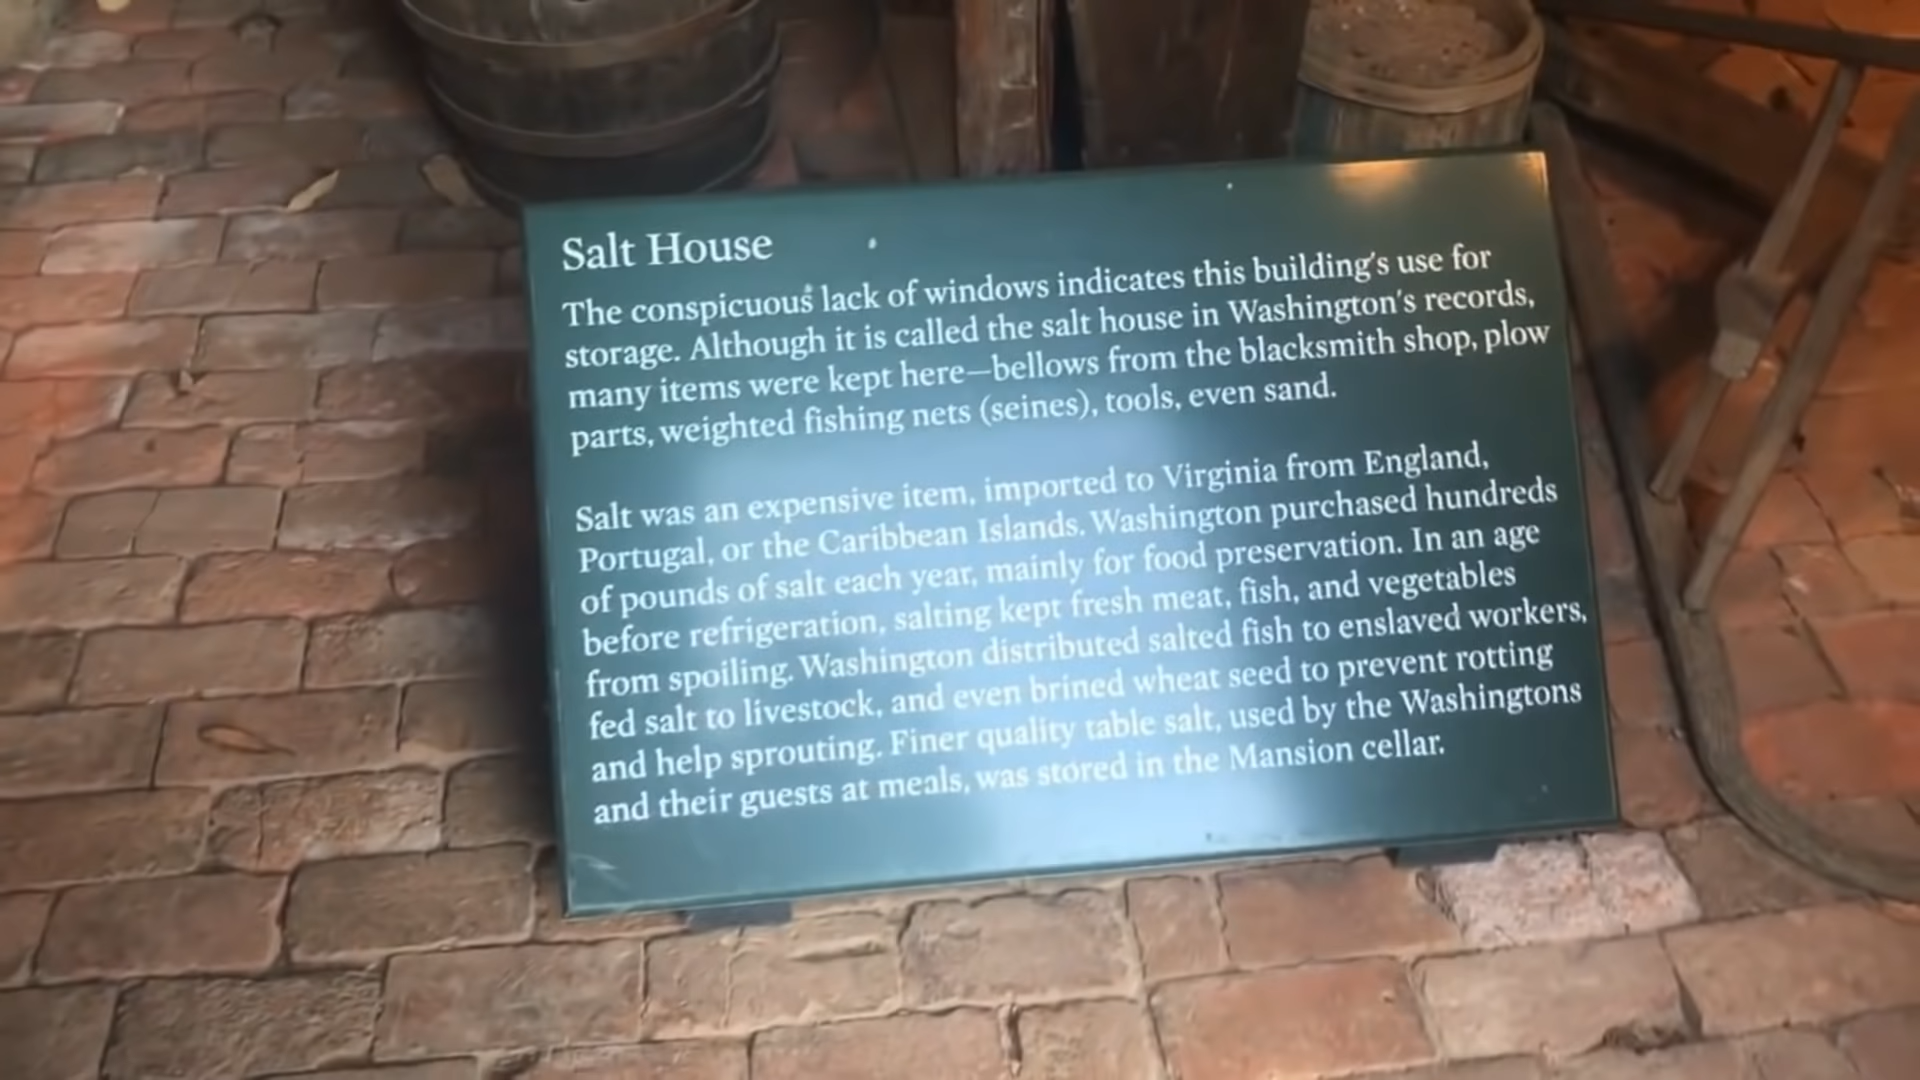 Salt House
The conspicuous lack of windows indicates this building's use for
storage. Although it is called the salt house in Washington's records,
many items were kept here—bellows from the blacksmith shop, plow
parts, weighted fishing nets (seines), tools, even sand.
Salt was an expensive item, imported to Virginia from England,
Portugal, or the Caribbean Islands. Washington purchased hundreds
of pounds of salt each year, mainly for food preservation. In an age
before refrigeration, salting kept fresh meat, fish, and vegetables
from spoiling. Washington distributed salted fish to enslaved workers,
fed salt to livestock, and even brined wheat seed to prevent rotting
and help sprouting. Finer quality table salt, used by the Washingtons
and their guests at meals, was stored in the Mansion cellar.